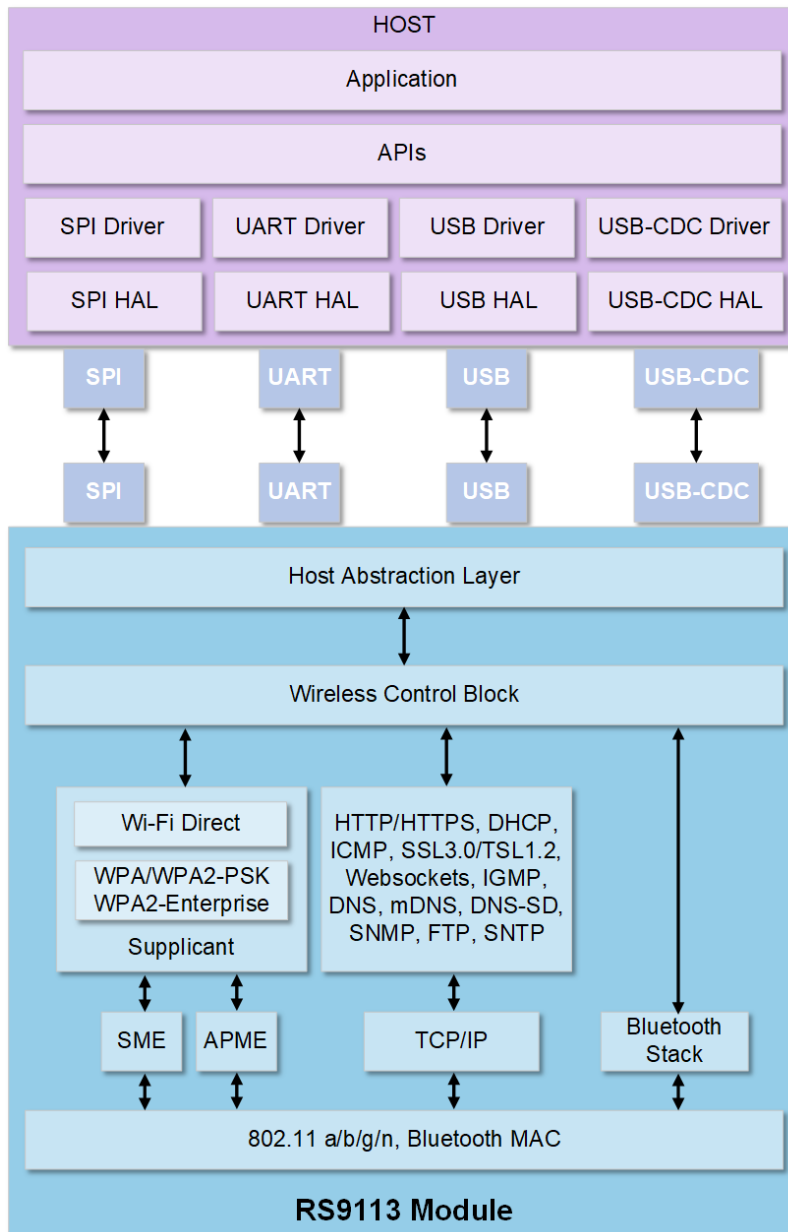 HOST
Application
APIs
SPI Driver
UART Driver
USB Driver
USB-CDC Driver
SPI HAL
UART HAL
USB HAL
USB-CDC HAL
SPI
UART
USB
USB-CDC
SPI
UART
USB
USB-CDC
Host Abstraction Layer
Wireless Control Block
Wi-Fi Direct
WPA/WPA2-PSK
WPA2-Enterprise
Supplicant
HTTP/HTTPS, DHCP,
ICMP, SSL3.0/TSL1.2,
Websockets, IGMP,
DNS, mDNS, DNS-SD,
SNMP, FTP, SNTP
SME
APME
TCP/IP
Bluetooth
Stack
802.11 a/b/g/n, Bluetooth MAC
RS9113 Module